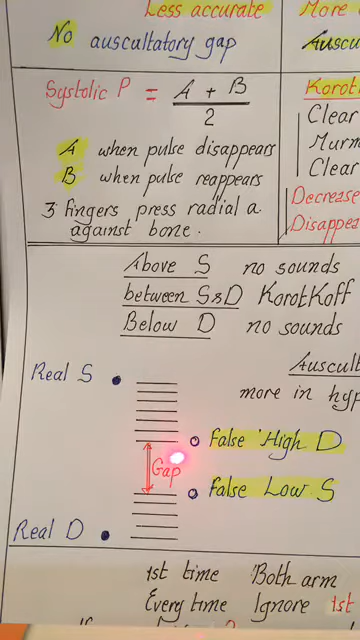 Less accurate
More
No auscultatory gap
Auscu
Systolic P = A + B
2
A when pulse disappears
B when pulse reappears
3 fingers press radial a.
against bone.
Korot
Clear
Murm
Clear
Decrease
Disappea
Above S no sounds
between S&D Korotkoff
Below D no sounds
Auscult
more in hyp
Real S
False High D
Gap
False Low S
Real D
1st time Both arm
Every time Ignore 1st